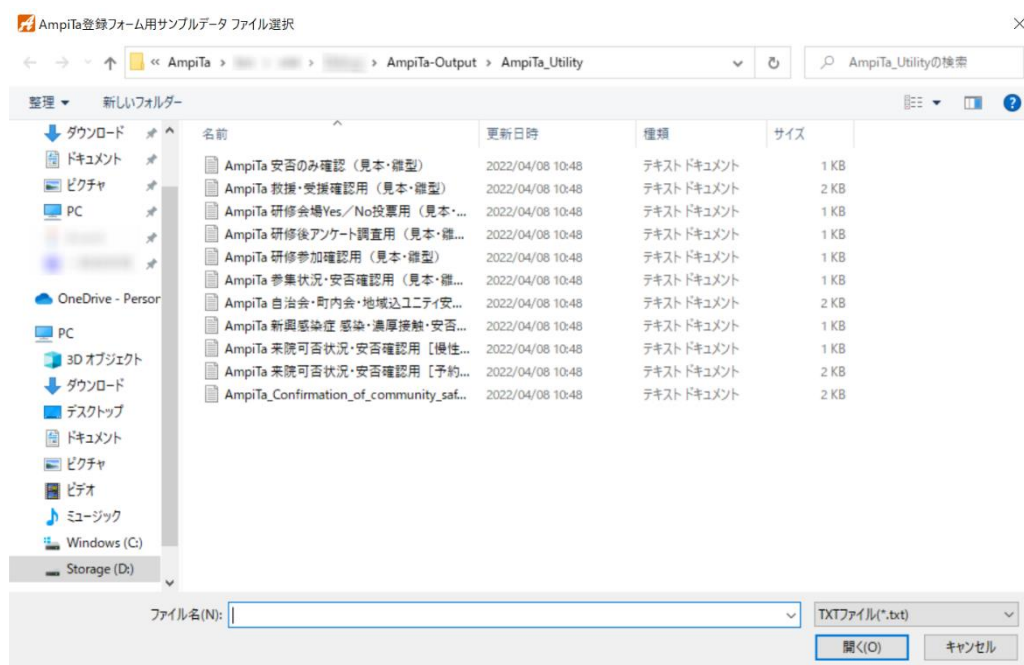 AmpiTa登録フォーム用サンプルデータ ファイル選択
« AmpiTa › › › AmpiTa-Output › AmpiTa_Utility
AmpiTa_Utilityの検索
整理 新しいフォルダー
ダウンロード
ドキュメント
ピクチャ
PC
OneDrive - Person
PC
3D オブジェクト
ダウンロード
デスクトップ
ドキュメント
ピクチャ
ビデオ
ミュージック
Windows (C:)
Storage (D:)
名前 更新日時 種類 サイズ
AmpiTa 安否のみ確認（見本・雛型） 2022/04/08 10:48 テキスト ドキュメント 1 KB
AmpiTa 救援・受援確認用（見本・雛型） 2022/04/08 10:48 テキスト ドキュメント 2 KB
AmpiTa 研修会場Yes／No投票用（見本・... 2022/04/08 10:48 テキスト ドキュメント 1 KB
AmpiTa 研修後アンケート調査用（見本・雛... 2022/04/08 10:48 テキスト ドキュメント 1 KB
AmpiTa 研修参加確認用（見本・雛型） 2022/04/08 10:48 テキスト ドキュメント 1 KB
AmpiTa 参集状況・安否確認用（見本・雛... 2022/04/08 10:48 テキスト ドキュメント 1 KB
AmpiTa 自治会・町内会・地域込ユニティ安... 2022/04/08 10:48 テキスト ドキュメント 2 KB
AmpiTa 新興感染症 感染・濃厚接触・安否... 2022/04/08 10:48 テキスト ドキュメント 1 KB
AmpiTa 来院可否状況・安否確認用［慢性... 2022/04/08 10:48 テキスト ドキュメント 1 KB
AmpiTa 来院可否状況・安否確認用［予約... 2022/04/08 10:48 テキスト ドキュメント 2 KB
AmpiTa_Confirmation_of_community_saf... 2022/04/08 10:48 テキスト ドキュメント 2 KB
ファイル名(N):
TXTファイル(*.txt)
開く(O) キャンセル